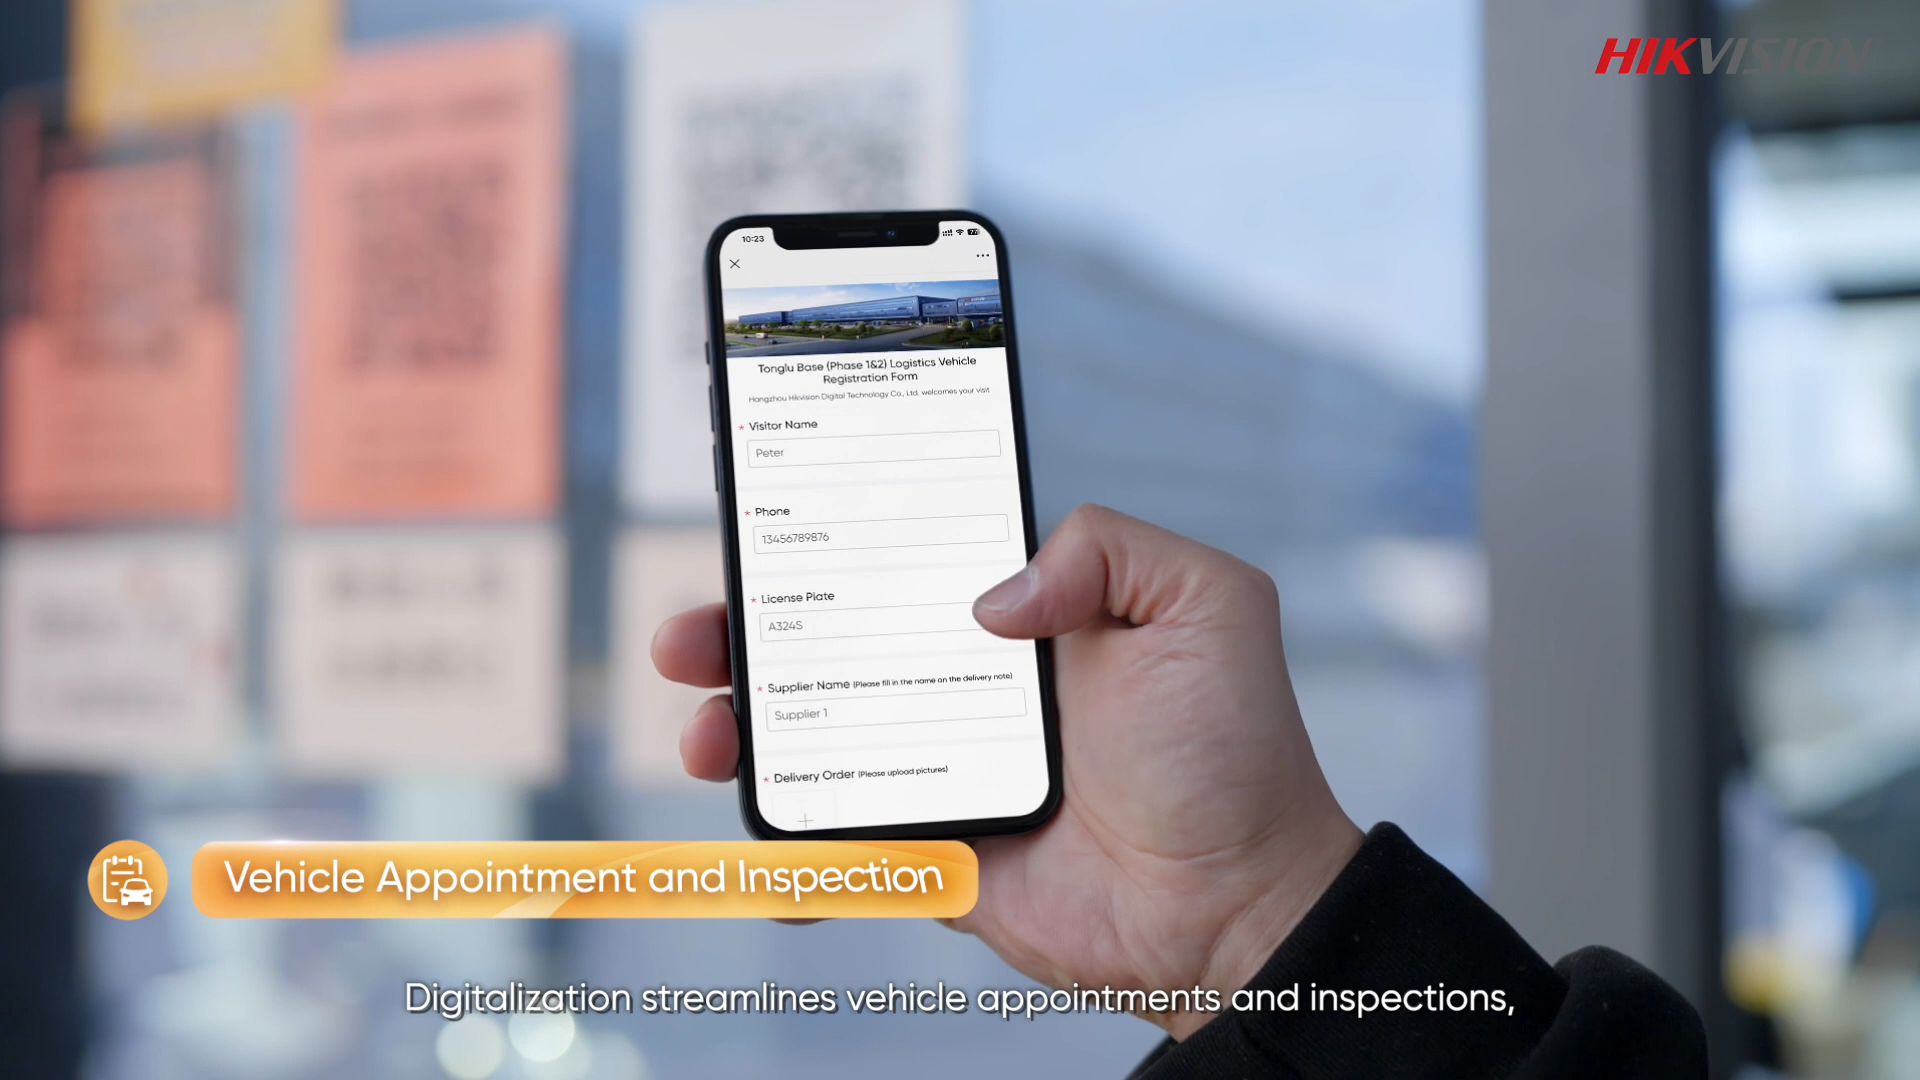 HIKVISION
10:23
Tonglu Base (Phase 1&2) Logistics Vehicle
Registration Form
Hangzhou Hikvision Digital Technology Co., Ltd. welcomes your visit
* Visitor Name
Peter
* Phone
13456789876
* License Plate
A324S
* Supplier Name (Please fill in the name on the delivery note)
Supplier 1
* Delivery Order (Please upload pictures)
Vehicle Appointment and Inspection
Digitalization streamlines vehicle appointments and inspections,